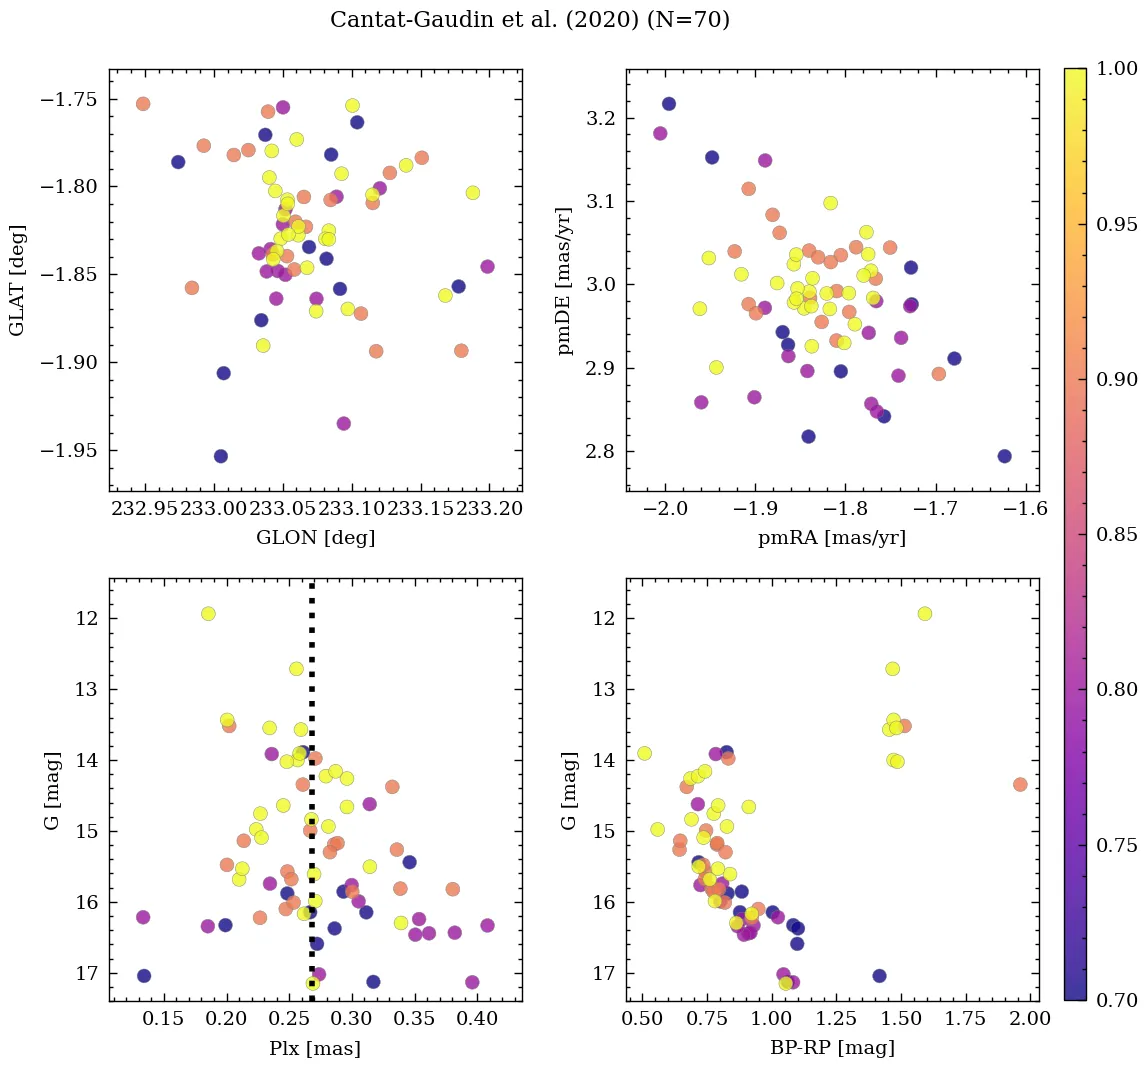 Cantat-Gaudin et al. (2020) (N=70)
−1.75
−1.80
−1.85
−1.90
−1.95
GLAT [deg]
232.95 233.00 233.05 233.10 233.15 233.20
GLON [deg]
3.2
3.1
3.0
2.9
2.8
pmDE [mas/yr]
−2.0 −1.9 −1.8 −1.7 −1.6
pmRA [mas/yr]
12
13
14
15
16
17
G [mag]
0.15 0.20 0.25 0.30 0.35 0.40
Plx [mas]
12
13
14
15
16
17
G [mag]
0.50 0.75 1.00 1.25 1.50 1.75 2.00
BP-RP [mag]
1.00
0.95
0.90
0.85
0.80
0.75
0.70